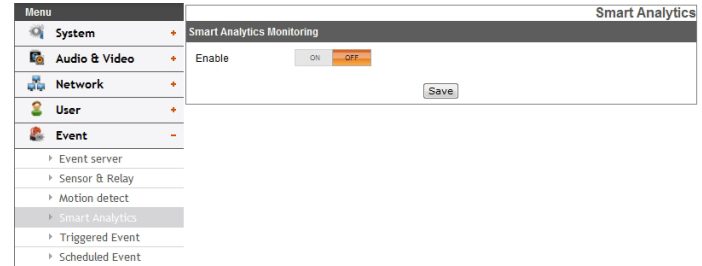 Menu
System +
Audio & Video +
Network +
User +
Event -
Event server
Sensor & Relay
Motion detect
Smart Analytics
Triggered Event
Scheduled Event
Smart Analytics
Smart Analytics Monitoring
Enable ON OFF
Save